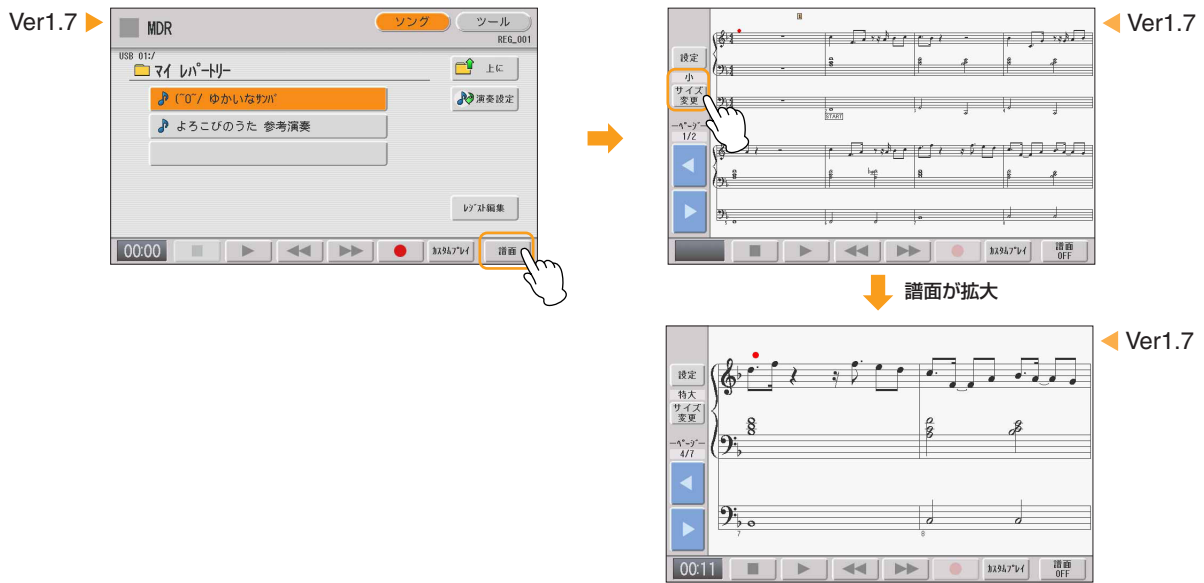 Ver1.7
MDR
ソング
ツール
REG_001
USB 01:/
マイ レパートリー
上に
(~0~/ ゆかいなサンバ
演奏設定
よろこびのうた 参考演奏
レジスト編集
00:00
カスタムプレイ
譜面
Ver1.7
A
設定
小
サイズ
変更
START
ページ
1/2
カスタムプレイ
譜面
OFF
譜面が拡大
Ver1.7
設定
特大
サイズ
変更
ページ
4/7
7
8
00:11
カスタムプレイ
譜面
OFF